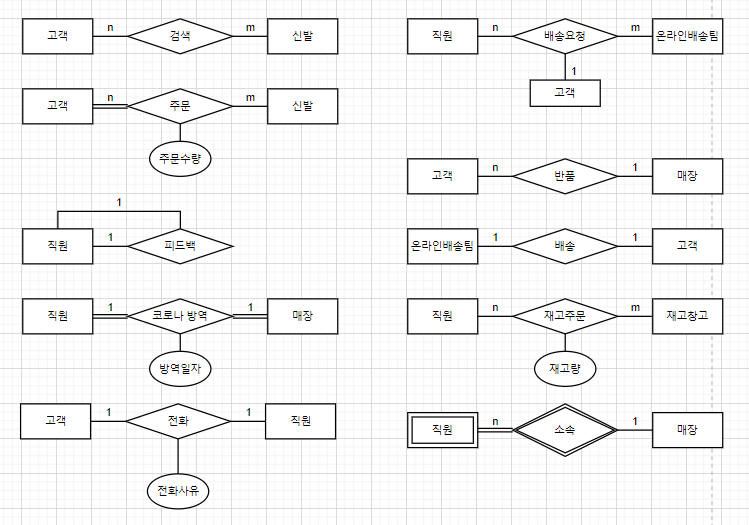 고객 n 검색 m 신발
고객 n 주문 m 신발
주문수량
1
직원 1 피드백
직원 1 코로나 방역 1 매장
방역일자
고객 1 전화 1 직원
전화사유
직원 n 배송요청 m 온라인배송팀
1
고객
고객 n 반품 1 매장
온라인배송팀 1 배송 1 고객
직원 n 재고주문 m 재고창고
재고량
직원 n 소속 1 매장